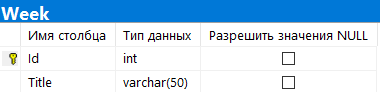 Week
Имя столбца Тип данных Разрешить значения NULL
Id int
Title varchar(50)